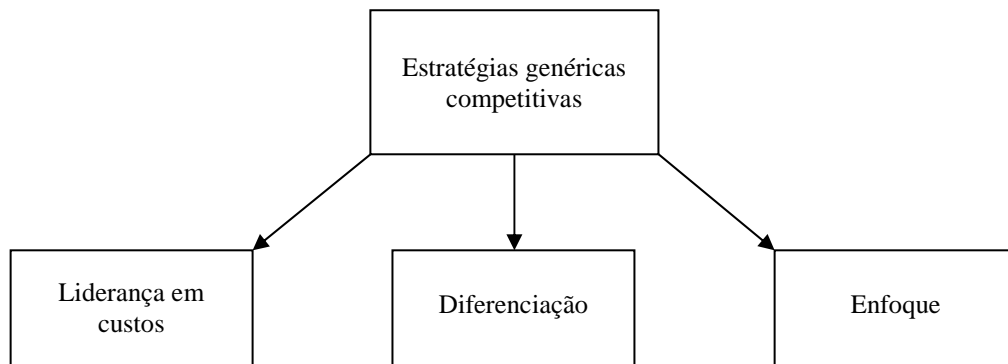 Estratégias genéricas
competitivas
Liderança em
custos
Diferenciação
Enfoque